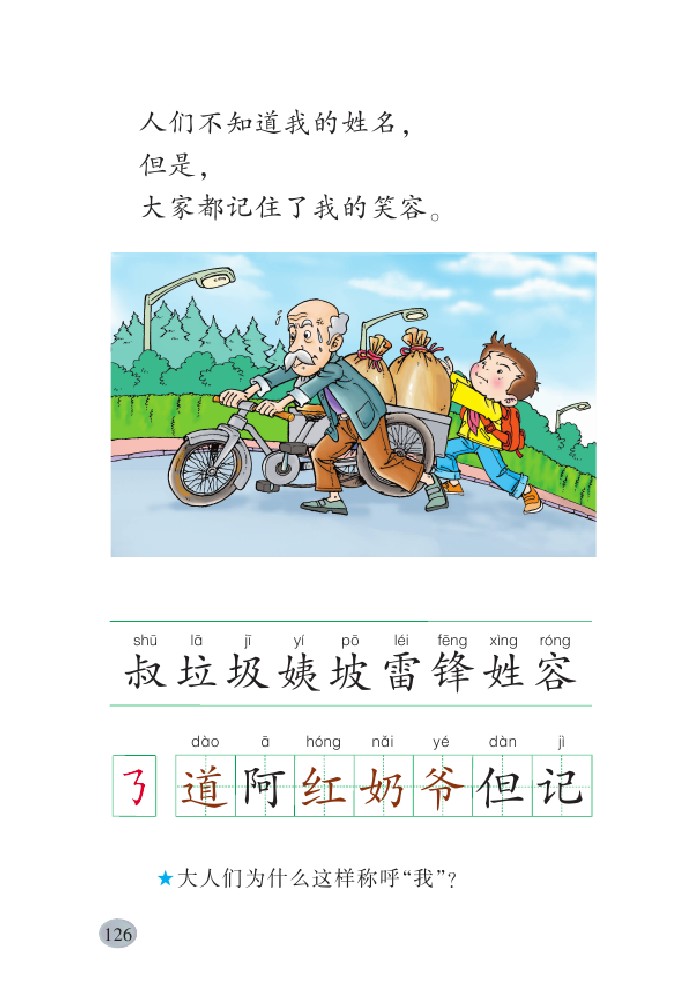 人们不知道我的姓名，
但是，
大家都记住了我的笑容。
shū lā jī yí pō léi fēng xìng róng
叔垃圾姨坡雷锋姓容
dào ā hóng nǎi yé dàn jì
㇋道阿红奶爷但记
★大人们为什么这样称呼“我”？
126